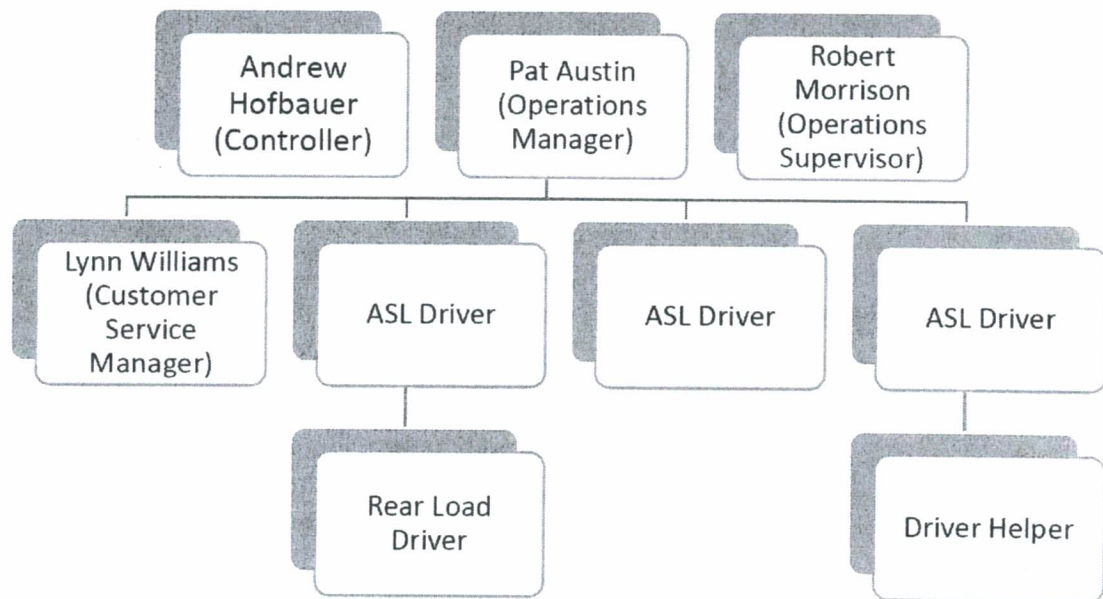 Andrew
Hofbauer
(Controller)
Pat Austin
(Operations
Manager)
Robert
Morrison
(Operations
Supervisor)
Lynn Williams
(Customer
Service
Manager)
ASL Driver
ASL Driver
ASL Driver
Rear Load
Driver
Driver Helper